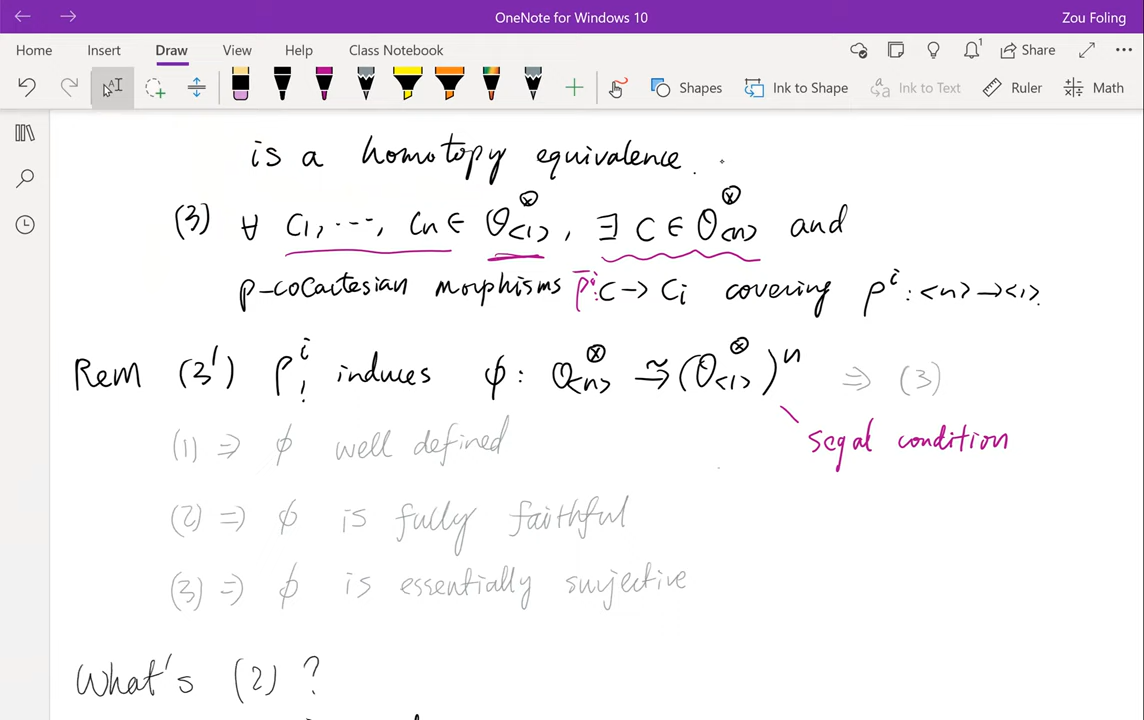 OneNote for Windows 10
Zou Foling
Home Insert Draw View Help Class Notebook
Share
Shapes Ink to Shape Ink to Text Ruler Math
is a homotopy equivalence.
(3) ∀ C₁, ⋯, Cₙ ∈ O^⊗_<1>, ∃ C ∈ O^⊗_<n> and
p-coCartesian morphisms p̄ⁱ: C → Cᵢ covering ρⁱ: <n> → <1>.
Rem (3') ρⁱ_! induces φ: O^⊗_<n> ⥲ (O^⊗_<1>)ⁿ ⇒ (3)
segal condition
(1) ⇒ φ well defined
(2) ⇒ φ is fully faithful
(3) ⇒ φ is essentially surjective
What's (2) ?